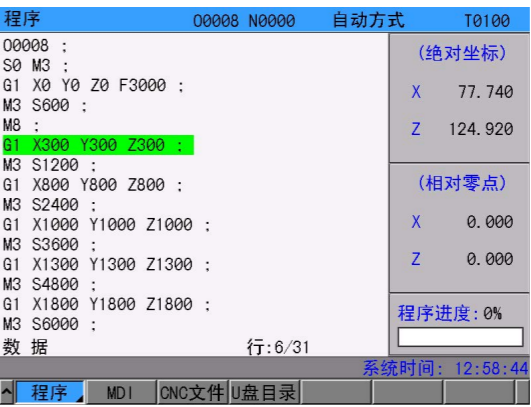 程序 O0008 N0000 自动方式 T0100
O0008 ;
S0 M3 ;
G1 X0 Y0 Z0 F3000 ;
M3 S600 ;
M8 ;
G1 X300 Y300 Z300 ;
M3 S1200 ;
G1 X800 Y800 Z800 ;
M3 S2400 ;
G1 X1000 Y1000 Z1000 ;
M3 S3600 ;
G1 X1300 Y1300 Z1300 ;
M3 S4800 ;
G1 X1800 Y1800 Z1800 ;
M3 S6000 ;
数 据 行:6/31
(绝对坐标)
X 77.740
Z 124.920
(相对零点)
X 0.000
Z 0.000
程序进度:0%
系统时间: 12:58:44
^ 程序 MDI CNC文件 U盘目录